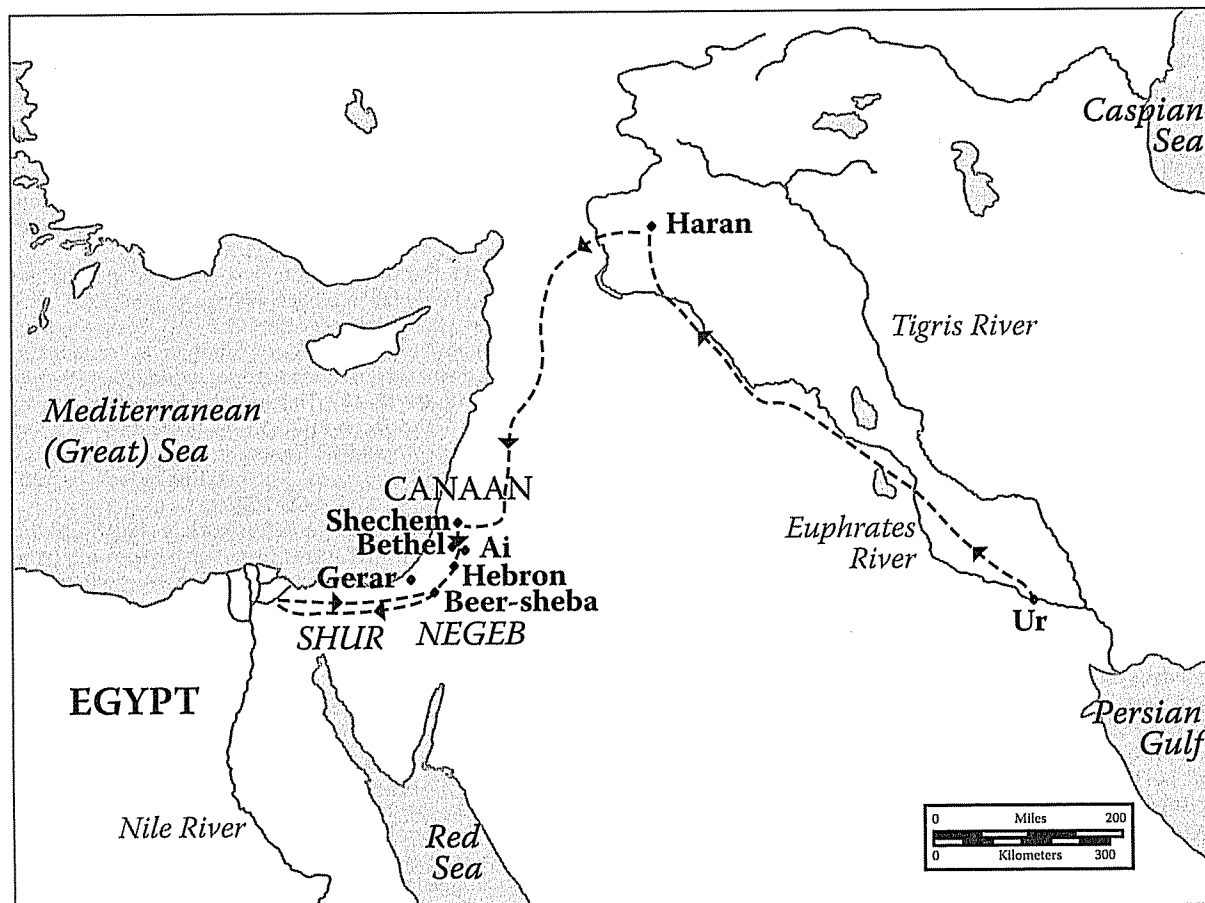 Caspian
Sea
Haran
Tigris River
Mediterranean
(Great) Sea
CANAAN
Shechem
Bethel
Ai
Gerar
Hebron
Beer-sheba
SHUR
NEGEB
Euphrates
River
Ur
EGYPT
Persian
Gulf
Nile River
Red
Sea
0 Miles 200
0 Kilometers 300